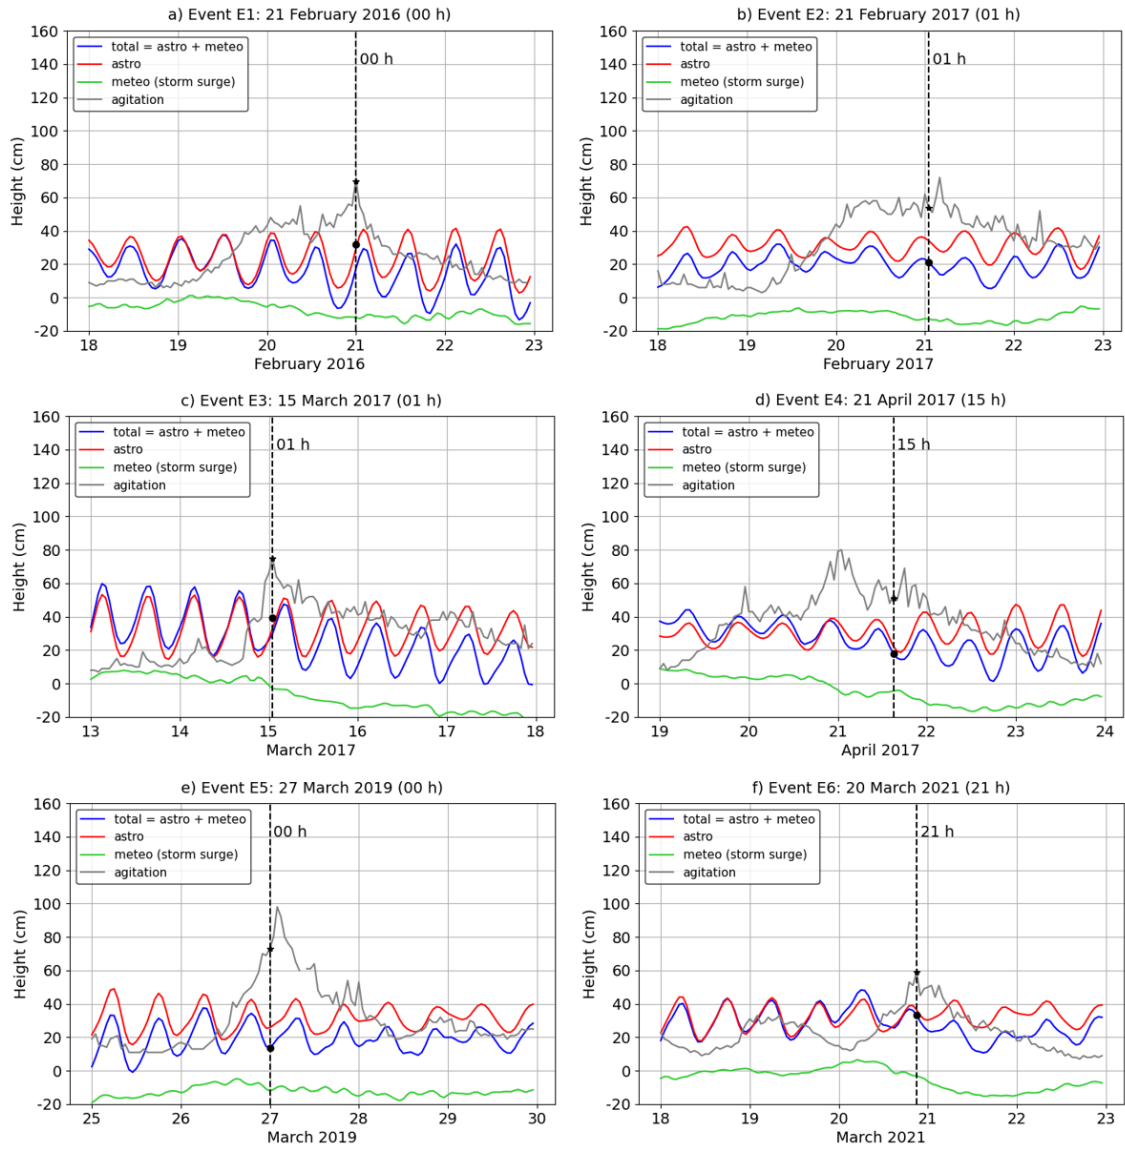 a) Event E1: 21 February 2016 (00 h)
160
140
120
100
80
60
40
20
0
-20
Height (cm)
total = astro + meteo
astro
meteo (storm surge)
agitation
00 h
18 19 20 21 22 23
February 2016
b) Event E2: 21 February 2017 (01 h)
160
140
120
100
80
60
40
20
0
-20
Height (cm)
total = astro + meteo
astro
meteo (storm surge)
agitation
01 h
18 19 20 21 22 23
February 2017
c) Event E3: 15 March 2017 (01 h)
160
140
120
100
80
60
40
20
0
-20
Height (cm)
total = astro + meteo
astro
meteo (storm surge)
agitation
01 h
13 14 15 16 17 18
March 2017
d) Event E4: 21 April 2017 (15 h)
160
140
120
100
80
60
40
20
0
-20
Height (cm)
total = astro + meteo
astro
meteo (storm surge)
agitation
15 h
19 20 21 22 23 24
April 2017
e) Event E5: 27 March 2019 (00 h)
160
140
120
100
80
60
40
20
0
-20
Height (cm)
total = astro + meteo
astro
meteo (storm surge)
agitation
00 h
25 26 27 28 29 30
March 2019
f) Event E6: 20 March 2021 (21 h)
160
140
120
100
80
60
40
20
0
-20
Height (cm)
total = astro + meteo
astro
meteo (storm surge)
agitation
21 h
18 19 20 21 22 23
March 2021